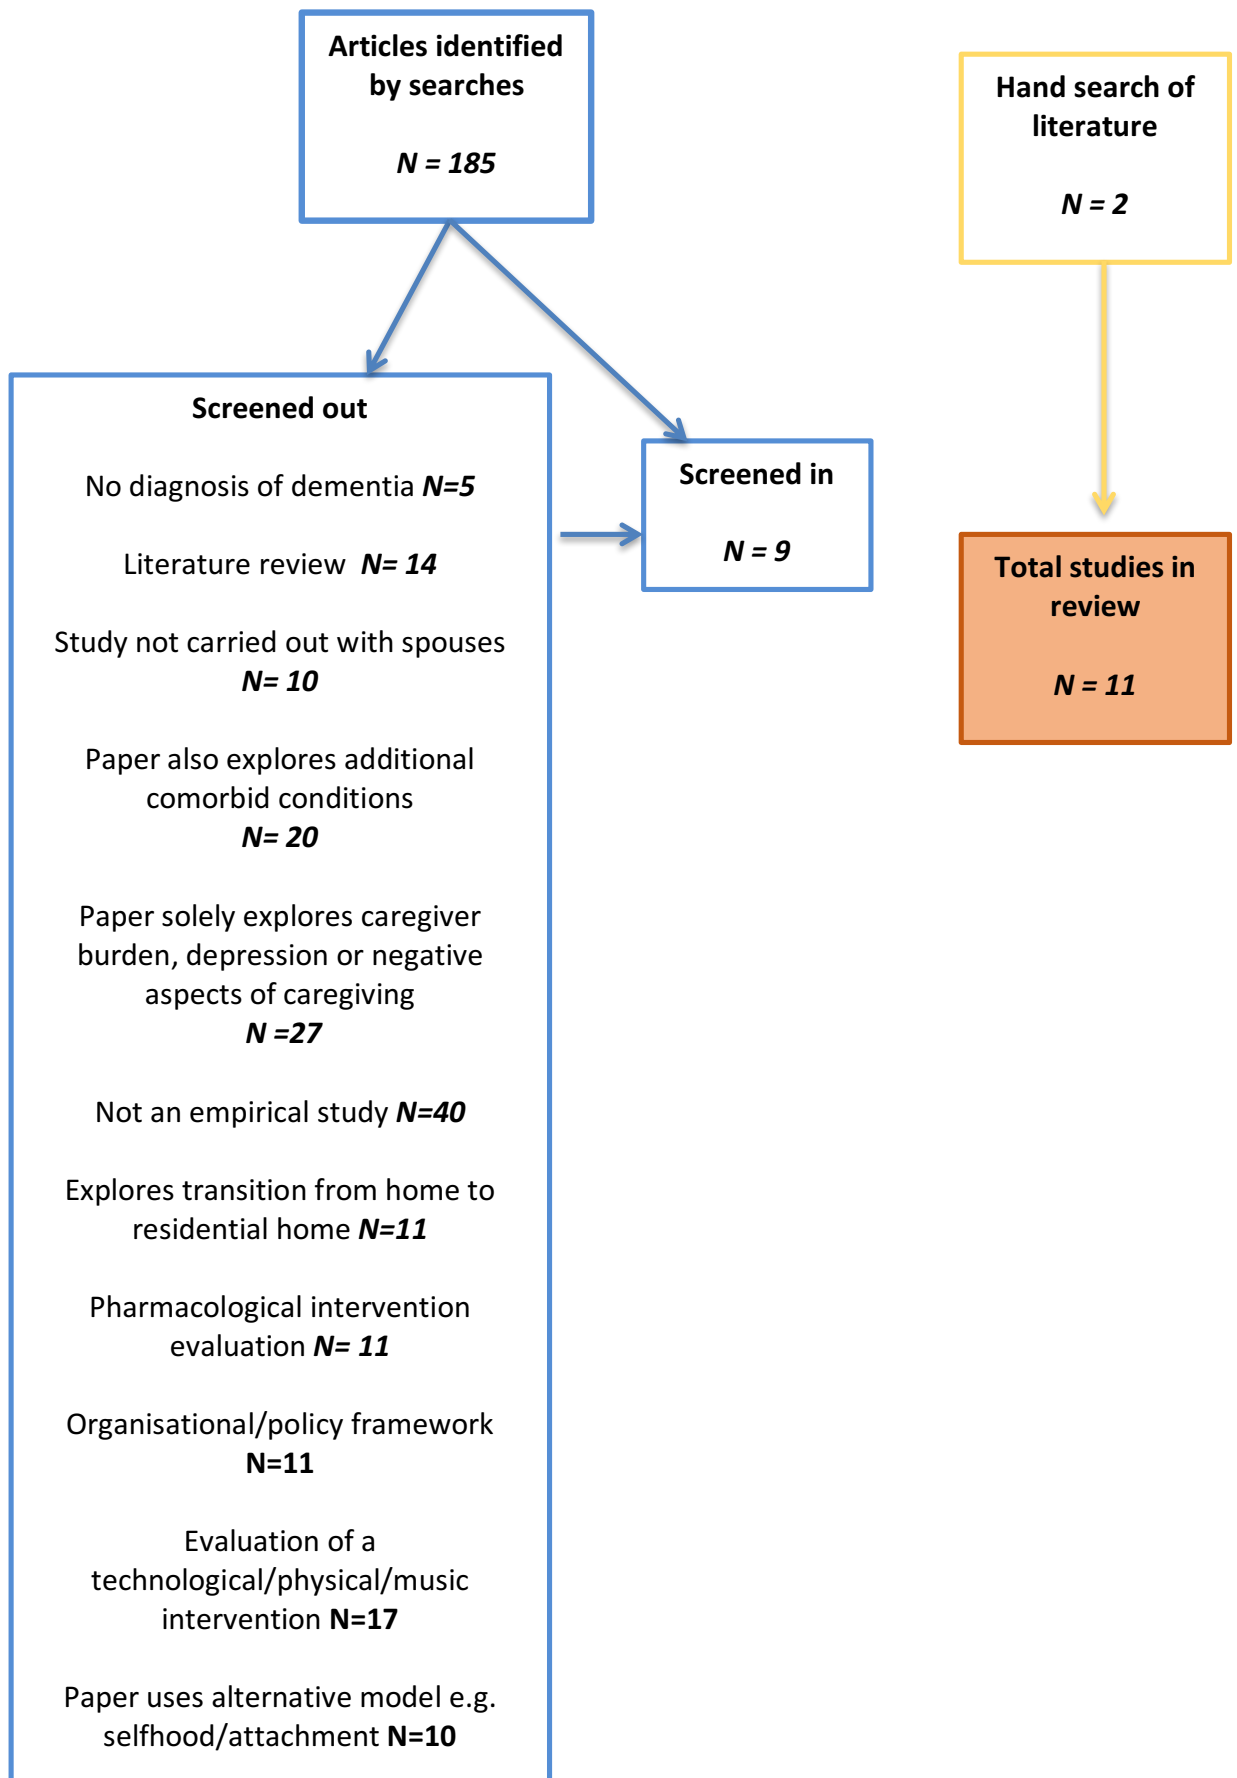 Articles identified
by searches
N = 185
Hand search of
literature
N = 2
Screened out
No diagnosis of dementia N=5
Literature review N= 14
Study not carried out with spouses
N= 10
Paper also explores additional
comorbid conditions
N= 20
Paper solely explores caregiver
burden, depression or negative
aspects of caregiving
N =27
Not an empirical study N=40
Explores transition from home to
residential home N=11
Pharmacological intervention
evaluation N= 11
Organisational/policy framework
N=11
Evaluation of a
technological/physical/music
intervention N=17
Paper uses alternative model e.g.
selfhood/attachment N=10
Screened in
N = 9
Total studies in
review
N = 11